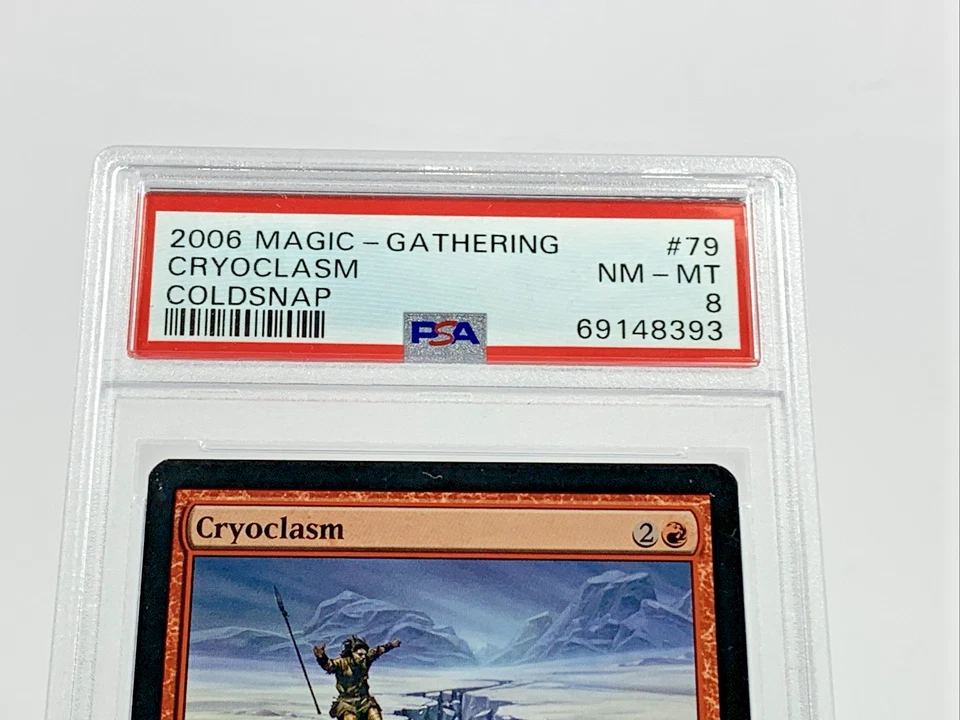 2006 MAGIC - GATHERING #79
CRYOCLASM NM - MT
COLDSNAP 8
PSA 69148393
Cryoclasm 2